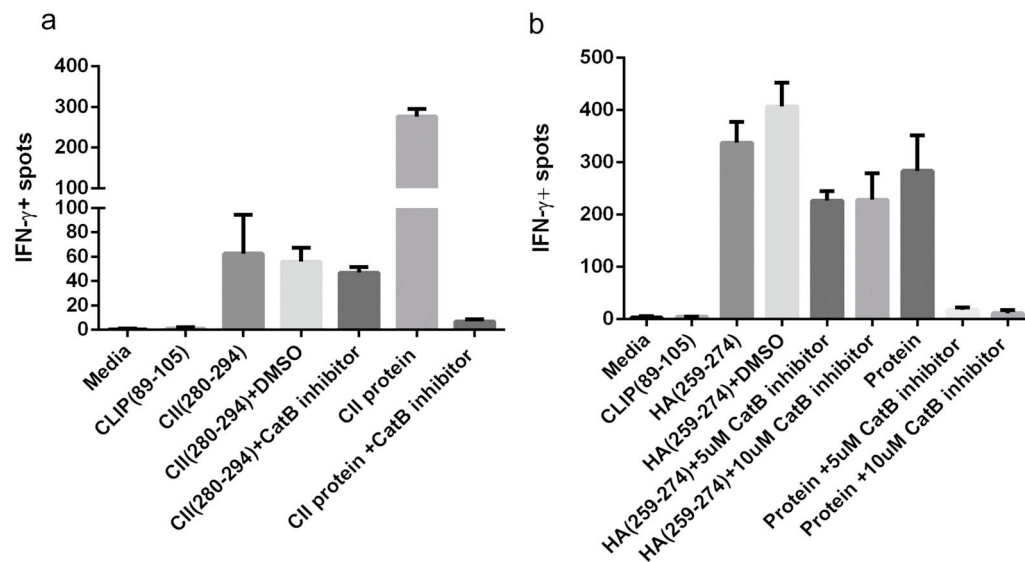 a
IFN-γ+ spots
400
300
200
100
100
80
60
40
20
0
Media
CLIP(89-105)
CII(280-294)
CII(280-294)+DMSO
CII(280-294)+CatB inhibitor
CII protein
CII protein +CatB inhibitor
b
IFN-γ+ spots
500
400
300
200
100
0
Media
CLIP(89-105)
HA(259-274)
HA(259-274)+DMSO
HA(259-274)+5uM CatB inhibitor
HA(259-274)+10uM CatB inhibitor
Protein
Protein +5uM CatB inhibitor
Protein +10uM CatB inhibitor